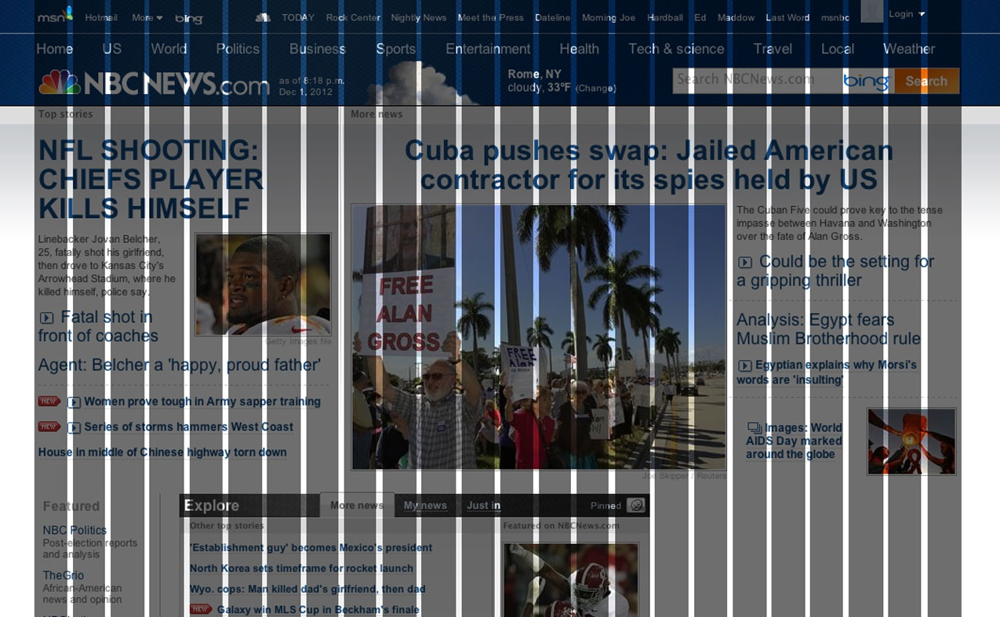 msn Hotmail More bing TODAY Rock Center Nightly News Meet the Press Dateline Morning Joe Hardball Ed Maddow Last Word msnbc Login
Home US World Politics Business Sports Entertainment Health Tech & science Travel Local Weather
NBCNEWS.com
as of 8:18 p.m.
Dec 1, 2012
Rome, NY
cloudy, 33°F (Change)
Search NBCNews.com bing Search
Top stories
NFL SHOOTING:
CHIEFS PLAYER
KILLS HIMSELF
Linebacker Jovan Belcher,
25, fatally shot his girlfriend,
then drove to Kansas City's
Arrowhead Stadium, where he
killed himself, police say.
Getty Images file
Fatal shot in
front of coaches
Agent: Belcher a 'happy, proud father'
NEW Women prove tough in Army sapper training
NEW Series of storms hammers West Coast
House in middle of Chinese highway torn down
More news
Cuba pushes swap: Jailed American
contractor for its spies held by US
FREE
ALAN
GROSS
FREE
Alan
Joe Skipper / Reuters
The Cuban Five could prove key to the tense
impasse between Havana and Washington
over the fate of Alan Gross.
Could be the setting for
a gripping thriller
Analysis: Egypt fears
Muslim Brotherhood rule
Egyptian explains why Morsi's
words are 'insulting'
Images: World
AIDS Day marked
around the globe
Featured
NBC Politics
Post-election reports
and analysis
TheGrio
African-American
news and opinion
Explore More news My news Just in Pinned
Other top stories
'Establishment guy' becomes Mexico's president
North Korea sets timeframe for rocket launch
Wyo. cops: Man killed dad's girlfriend, then dad
NEW Galaxy win MLS Cup in Beckham's finale
Featured on NBCNews.com